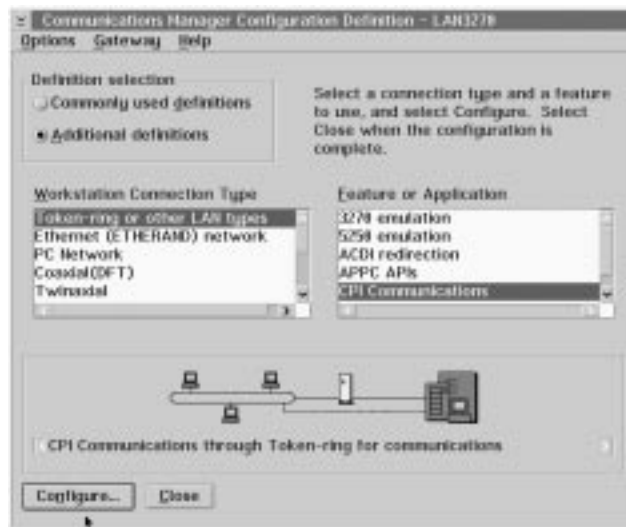 Communications Manager Configuration Definition - LAN3270
Options Gateway Help
Definition selection
Commonly used definitions
Additional definitions
Select a connection type and a feature
to use, and select Configure. Select
Close when the configuration is
complete.
Workstation Connection Type
Token-ring or other LAN types
Ethernet (ETHERAND) network
PC Network
Coaxial(DFT)
Twinaxial
Feature or Application
3270 emulation
5250 emulation
ACDI redirection
APPC APIs
CPI Communications
CPI Communications through Token-ring for communications
Configure... Close